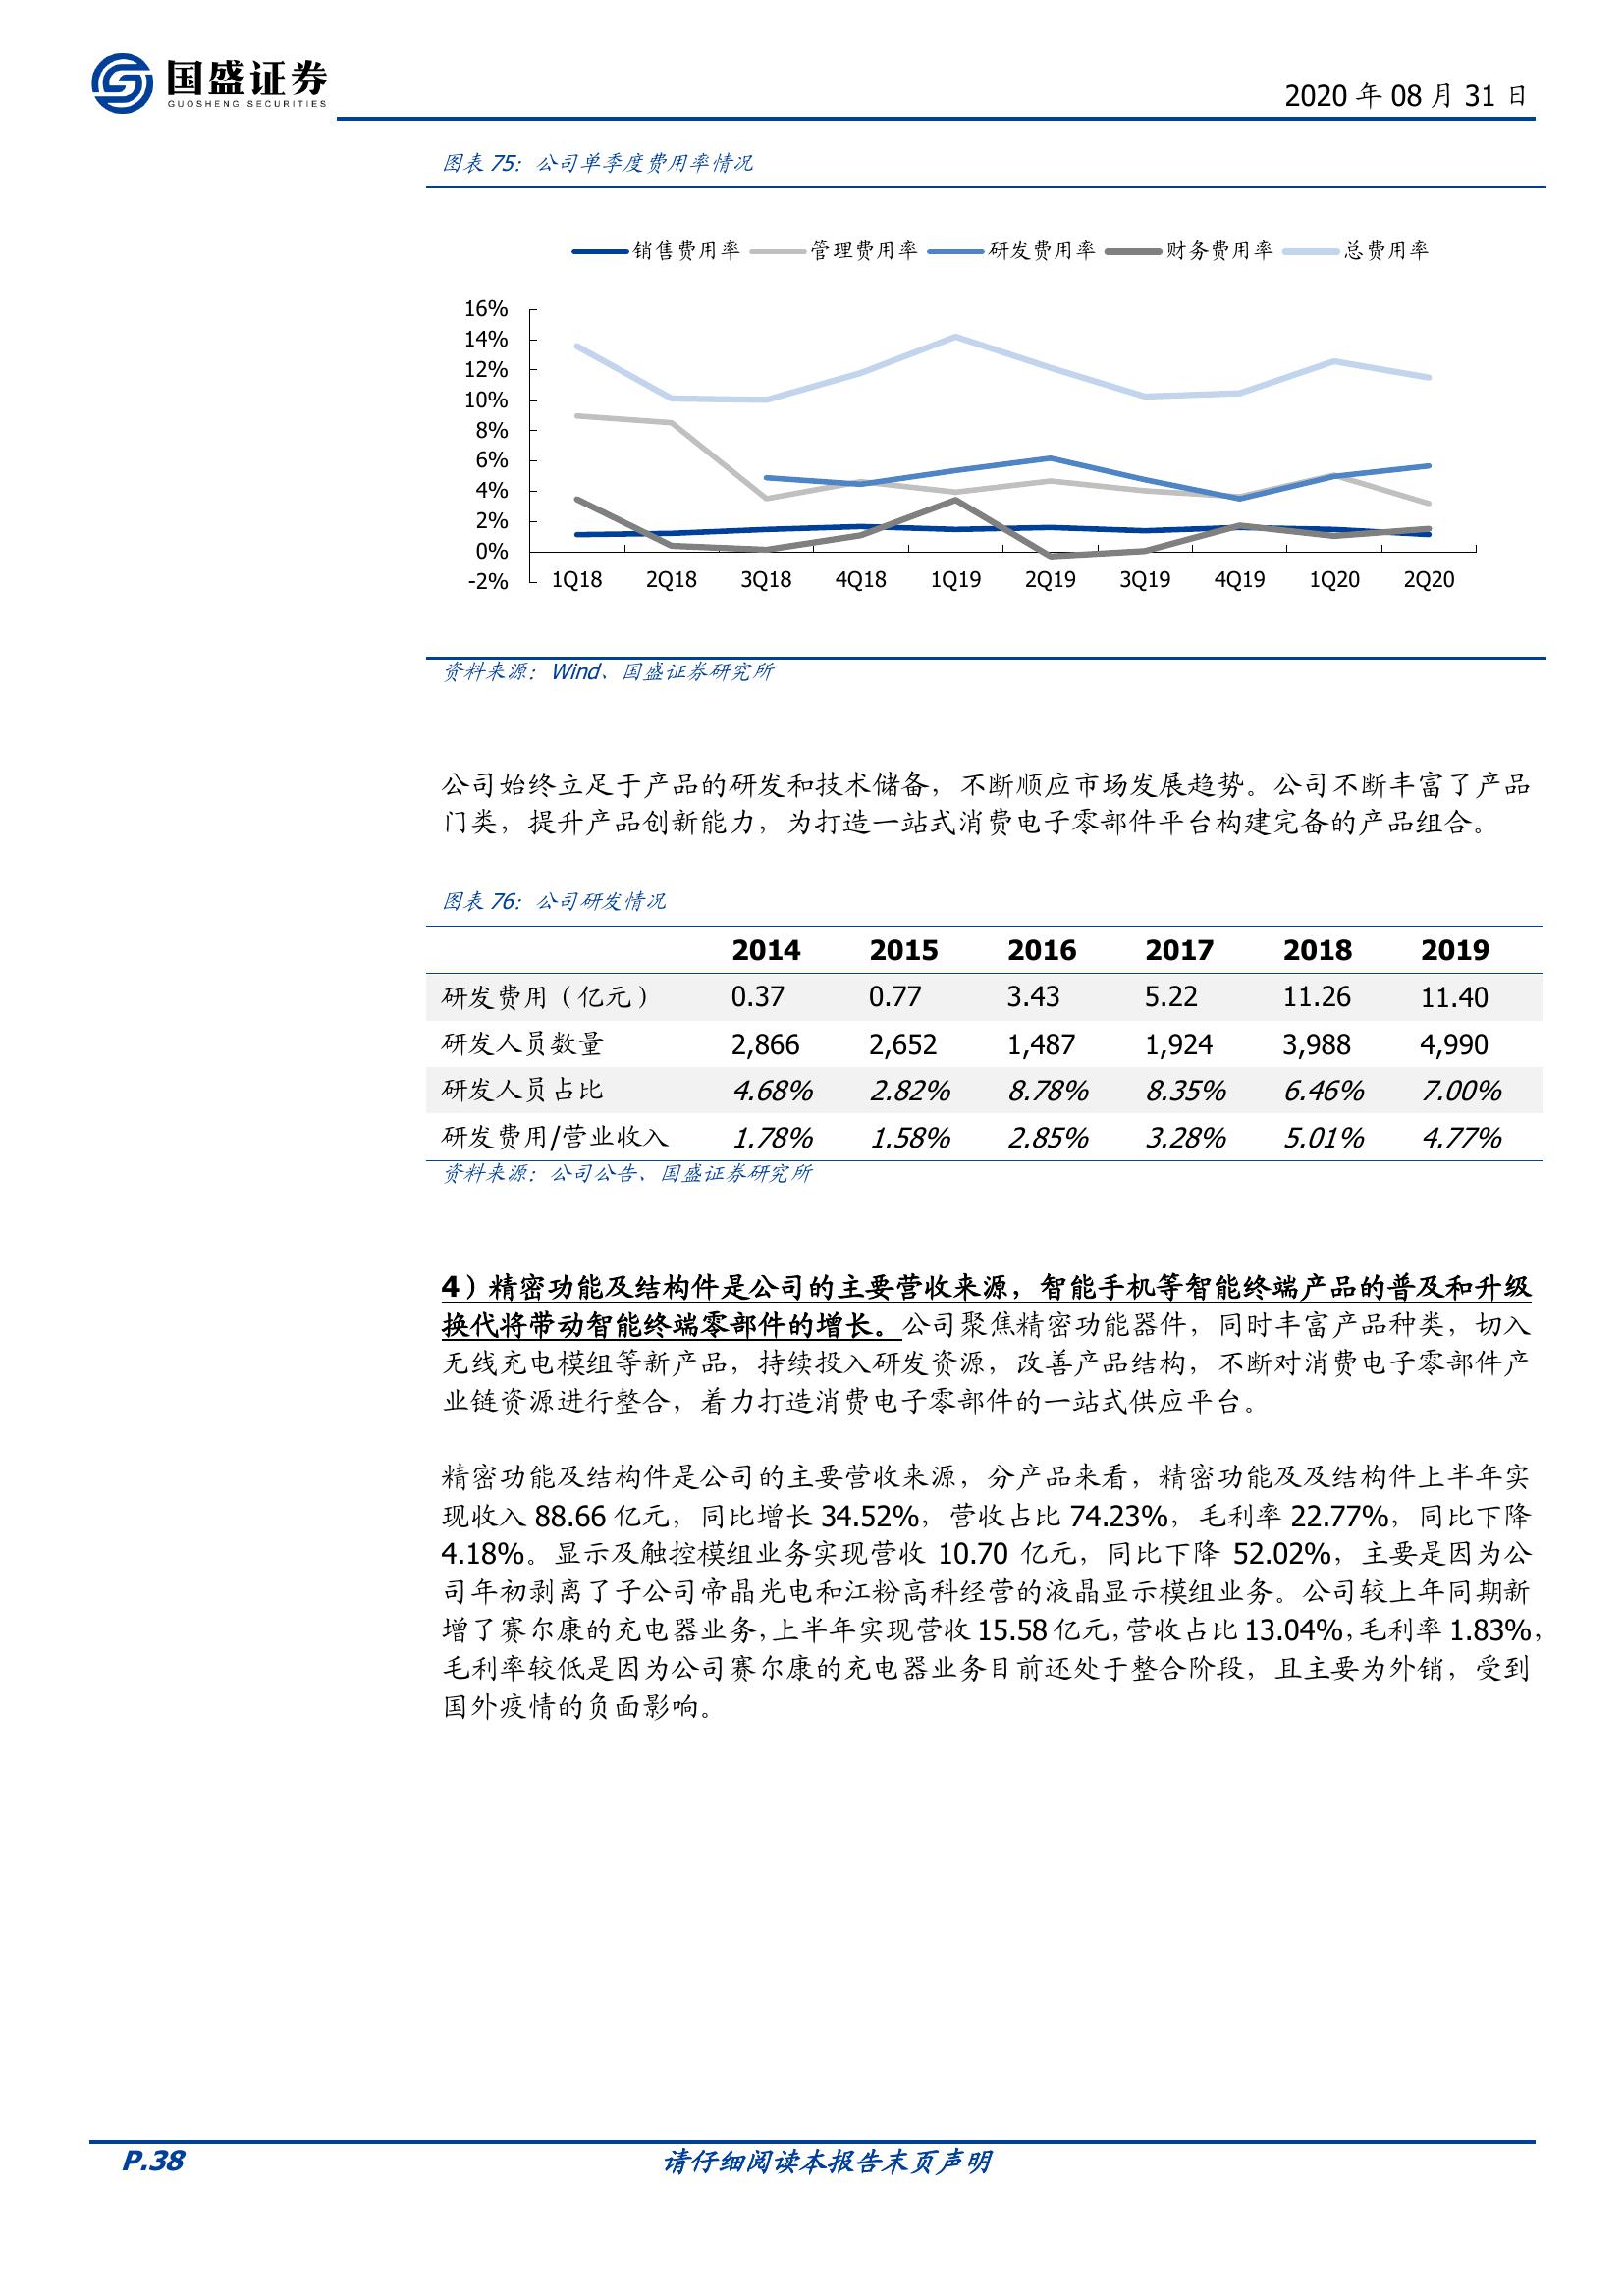 国盛证券
GUOSHENG SECURITIES
2020 年 08 月 31 日
图表 75：公司单季度费用率情况
销售费用率 管理费用率 研发费用率 财务费用率 总费用率
16%
14%
12%
10%
8%
6%
4%
2%
0%
-2%
1Q18 2Q18 3Q18 4Q18 1Q19 2Q19 3Q19 4Q19 1Q20 2Q20
资料来源：Wind、国盛证券研究所
公司始终立足于产品的研发和技术储备，不断顺应市场发展趋势。公司不断丰富了产品
门类，提升产品创新能力，为打造一站式消费电子零部件平台构建完备的产品组合。
图表 76：公司研发情况
2014 2015 2016 2017 2018 2019
研发费用（亿元） 0.37 0.77 3.43 5.22 11.26 11.40
研发人员数量 2,866 2,652 1,487 1,924 3,988 4,990
研发人员占比 4.68% 2.82% 8.78% 8.35% 6.46% 7.00%
研发费用/营业收入 1.78% 1.58% 2.85% 3.28% 5.01% 4.77%
资料来源：公司公告、国盛证券研究所
4）精密功能及结构件是公司的主要营收来源，智能手机等智能终端产品的普及和升级
换代将带动智能终端零部件的增长。公司聚焦精密功能器件，同时丰富产品种类，切入
无线充电模组等新产品，持续投入研发资源，改善产品结构，不断对消费电子零部件产
业链资源进行整合，着力打造消费电子零部件的一站式供应平台。
精密功能及结构件是公司的主要营收来源，分产品来看，精密功能及及结构件上半年实
现收入 88.66 亿元，同比增长 34.52%，营收占比 74.23%，毛利率 22.77%，同比下降
4.18%。显示及触控模组业务实现营收 10.70 亿元，同比下降 52.02%，主要是因为公
司年初剥离了子公司帝晶光电和江粉高科经营的液晶显示模组业务。公司较上年同期新
增了赛尔康的充电器业务，上半年实现营收 15.58 亿元，营收占比 13.04%，毛利率 1.83%，
毛利率较低是因为公司赛尔康的充电器业务目前还处于整合阶段，且主要为外销，受到
国外疫情的负面影响。
P.38 请仔细阅读本报告末页声明